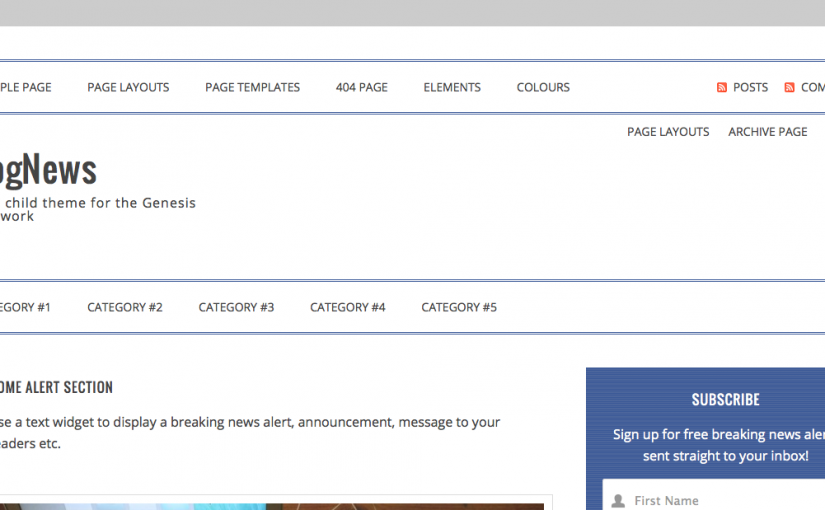 PLE PAGE PAGE LAYOUTS PAGE TEMPLATES 404 PAGE ELEMENTS COLOURS POSTS COM
PAGE LAYOUTS ARCHIVE PAGE
ogNews
child theme for the Genesis
work
EGORY #1 CATEGORY #2 CATEGORY #3 CATEGORY #4 CATEGORY #5
OME ALERT SECTION
se a text widget to display a breaking news alert, announcement, message to your
eaders etc.
SUBSCRIBE
Sign up for free breaking news aler
sent straight to your inbox!
First Name